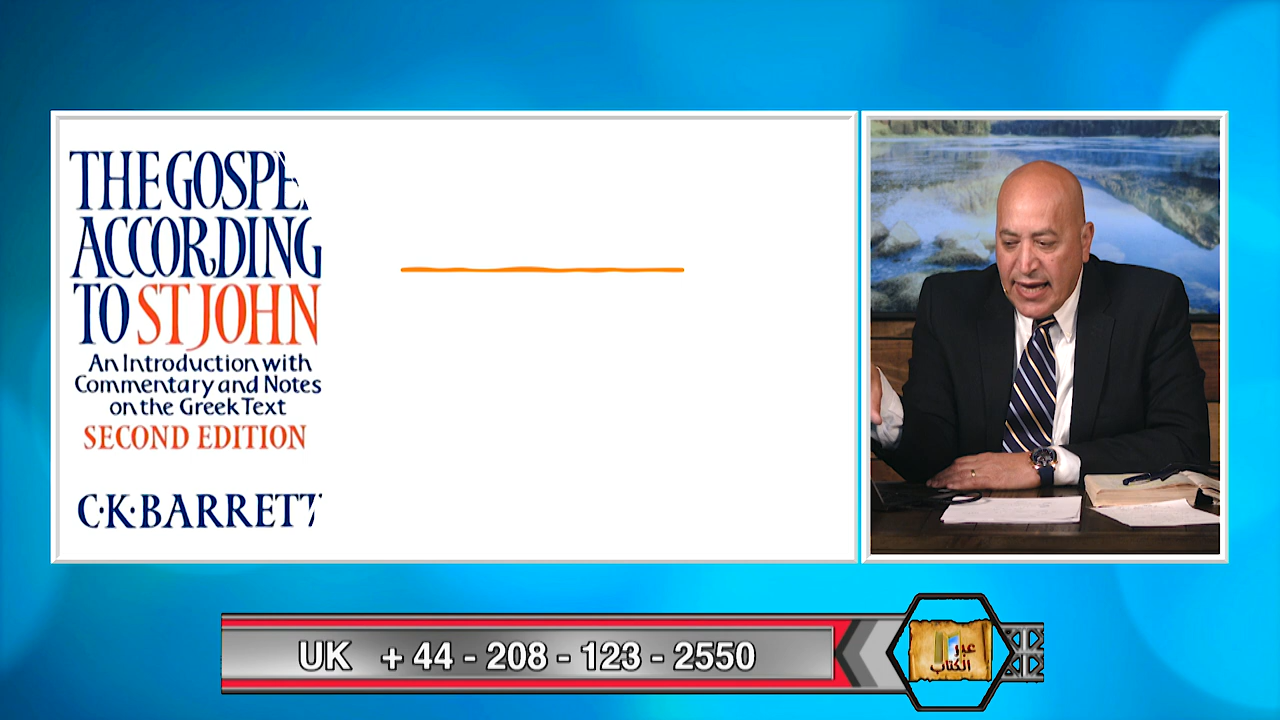 THE GOSPEL
ACCORDING
TO ST JOHN
An Introduction with
Commentary and Notes
on the Greek Text
SECOND EDITION
C·K·BARRETT
UK + 44 - 208 - 123 - 2550
عبر
الكتاب